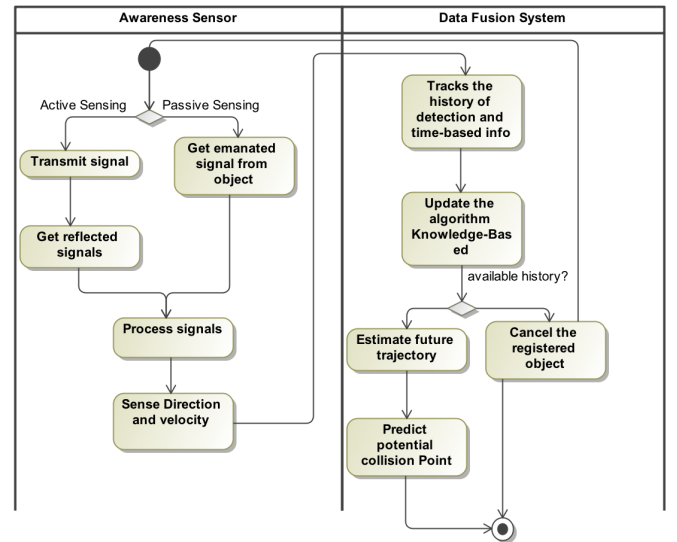 Awareness Sensor
Data Fusion System
Active Sensing
Passive Sensing
Transmit signal
Get emanated
signal from
object
Get reflected
signals
Process signals
Sense Direction
and velocity
Tracks the
history of
detection and
time-based info
Update the
algorithm
Knowledge-Bas
ed
available history?
Estimate future
trajectory
Cancel the
registered
object
Predict
potential
collision Point